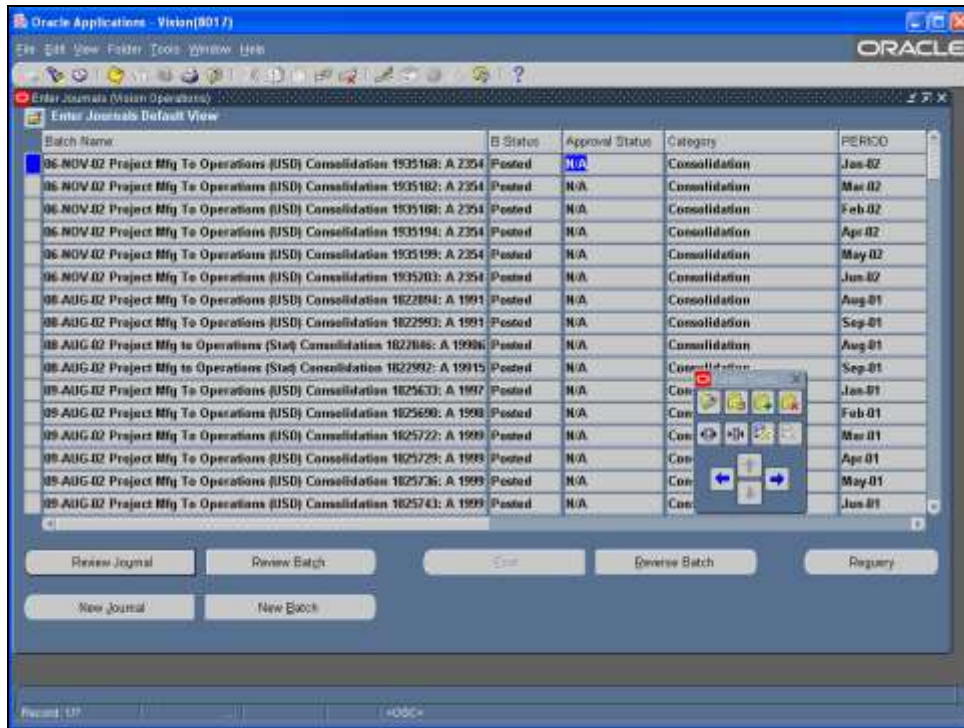 Oracle Applications - Vision(8017)
File Edit View Folder Tools Window Help
ORACLE
Enter Journals (Vision Operations)
Enter Journals Default View
Batch Name B Status Approval Status Category PERIOD
06-NOV-02 Project Mfg To Operations (USD) Consolidation 1935168: A 2354 Posted N/A Consolidation Jan-02
06-NOV-02 Project Mfg To Operations (USD) Consolidation 1935182: A 2354 Posted N/A Consolidation Mar-02
06-NOV-02 Project Mfg To Operations (USD) Consolidation 1935188: A 2354 Posted N/A Consolidation Feb-02
06-NOV-02 Project Mfg To Operations (USD) Consolidation 1935194: A 2354 Posted N/A Consolidation Apr-02
06-NOV-02 Project Mfg To Operations (USD) Consolidation 1935199: A 2354 Posted N/A Consolidation May-02
06-NOV-02 Project Mfg To Operations (USD) Consolidation 1935203: A 2354 Posted N/A Consolidation Jun-02
08-AUG-02 Project Mfg To Operations (USD) Consolidation 1822894: A 1991 Posted N/A Consolidation Aug-01
08-AUG-02 Project Mfg To Operations (USD) Consolidation 1822993: A 1991 Posted N/A Consolidation Sep-01
08-AUG-02 Project Mfg to Operations (Stat) Consolidation 1822846: A 19906 Posted N/A Consolidation Aug-01
08-AUG-02 Project Mfg to Operations (Stat) Consolidation 1822992: A 19915 Posted N/A Consolidation Sep-01
09-AUG-02 Project Mfg To Operations (USD) Consolidation 1825633: A 1997 Posted N/A Con Jan-01
09-AUG-02 Project Mfg To Operations (USD) Consolidation 1825690: A 1998 Posted N/A Con Feb-01
09-AUG-02 Project Mfg To Operations (USD) Consolidation 1825722: A 1999 Posted N/A Con Mar-01
09-AUG-02 Project Mfg To Operations (USD) Consolidation 1825729: A 1999 Posted N/A Con Apr-01
09-AUG-02 Project Mfg To Operations (USD) Consolidation 1825736: A 1999 Posted N/A Con May-01
09-AUG-02 Project Mfg To Operations (USD) Consolidation 1825743: A 1999 Posted N/A Con Jun-01
Review Journal Review Batch Post Reverse Batch Requery
New Journal New Batch
Record: 1/? <OSC>